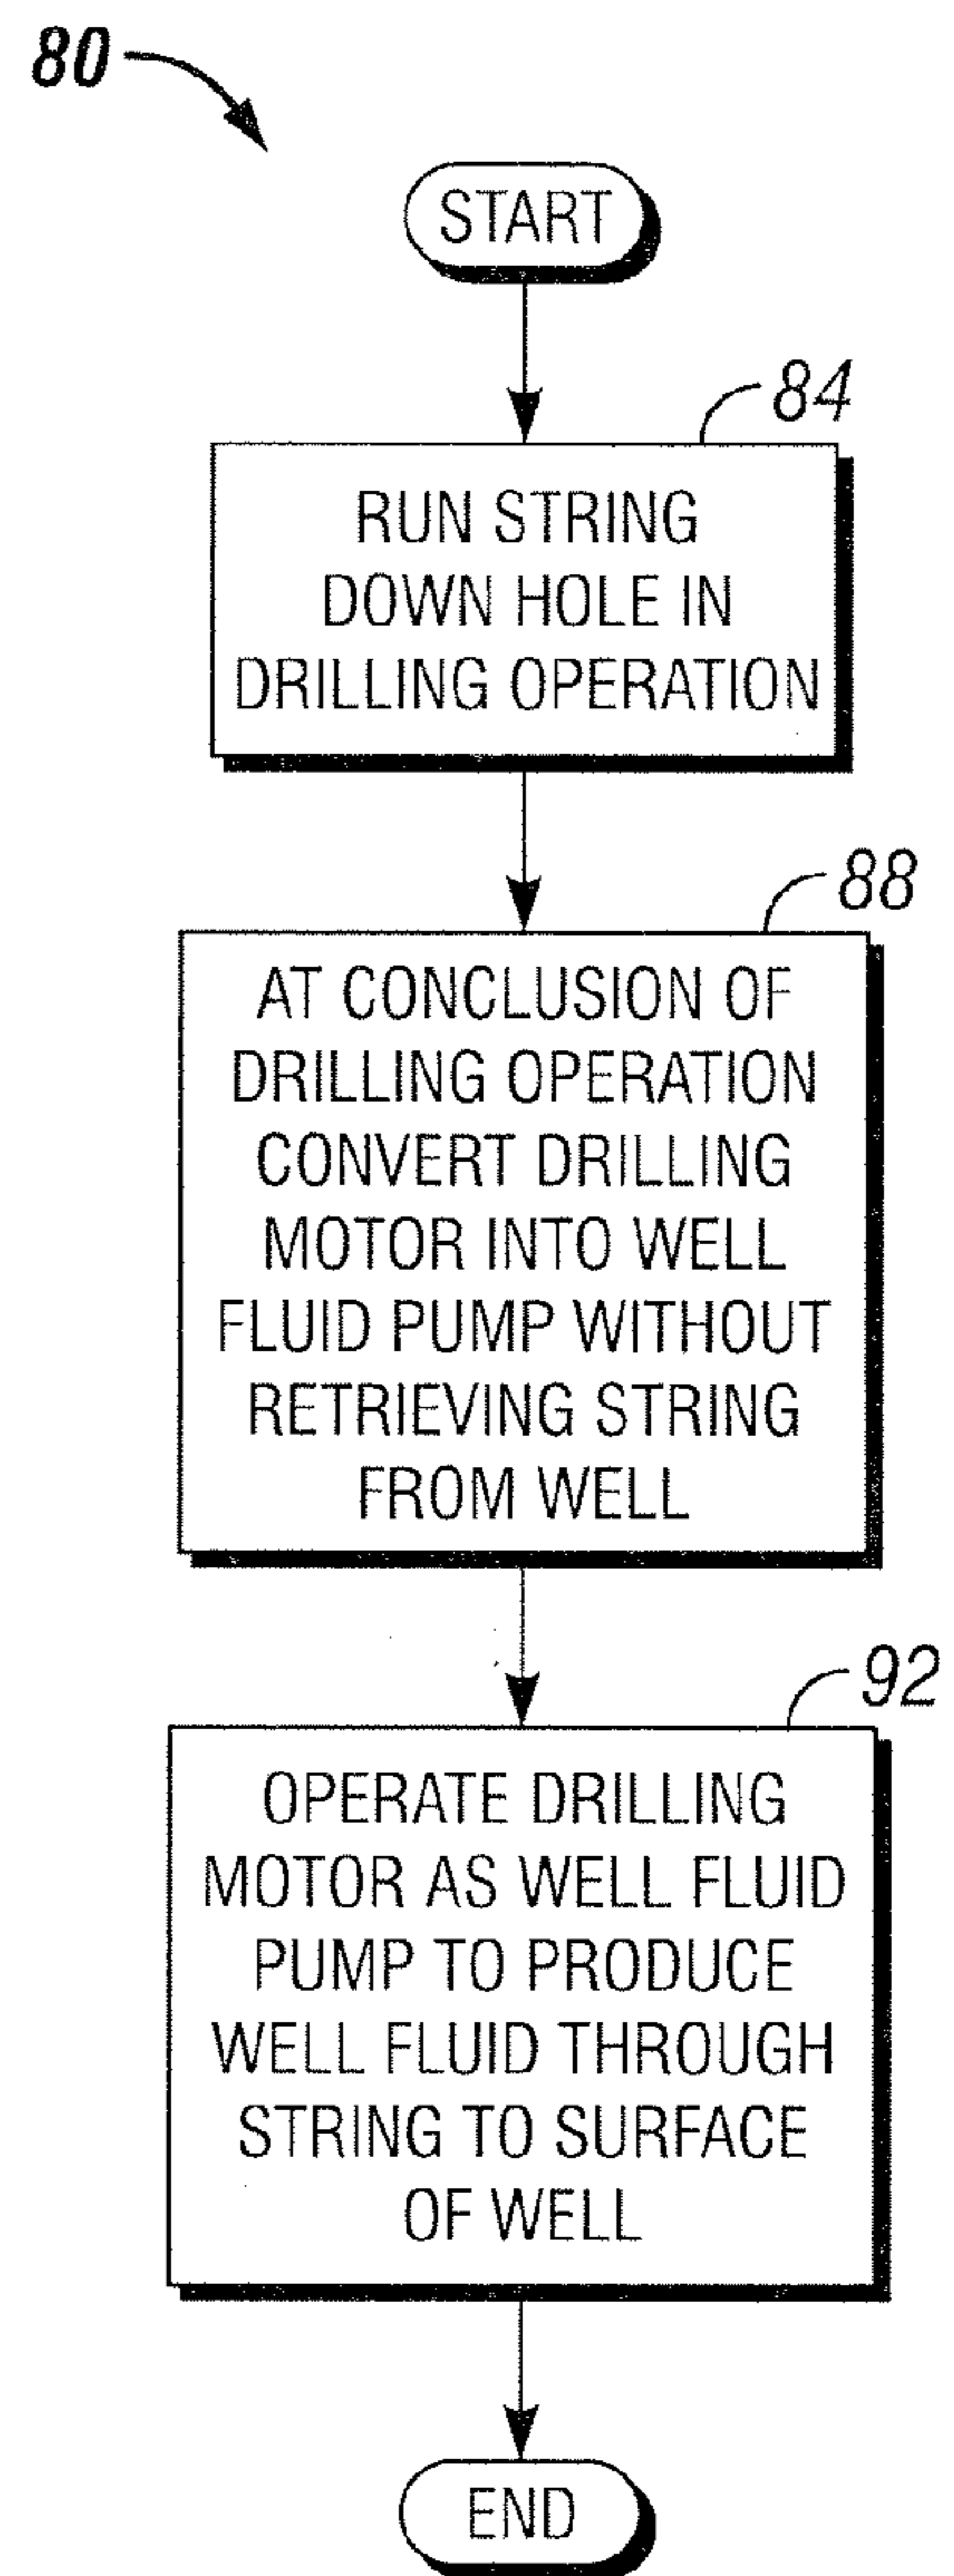 80
START
84
RUN STRING
DOWN HOLE IN
DRILLING OPERATION
88
AT CONCLUSION OF
DRILLING OPERATION
CONVERT DRILLING
MOTOR INTO WELL
FLUID PUMP WITHOUT
RETRIEVING STRING
FROM WELL
92
OPERATE DRILLING
MOTOR AS WELL FLUID
PUMP TO PRODUCE
WELL FLUID THROUGH
STRING TO SURFACE
OF WELL
END